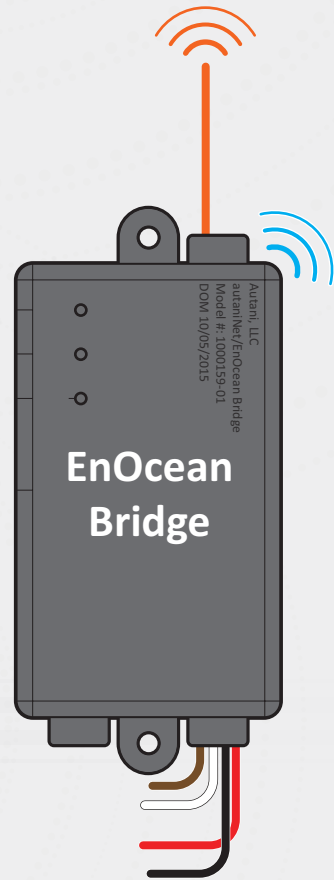 Autani, LLC
autaniNet/EnOcean Bridge
Model #: 1000159-01
DOM 10/05/2015
EnOcean
Bridge